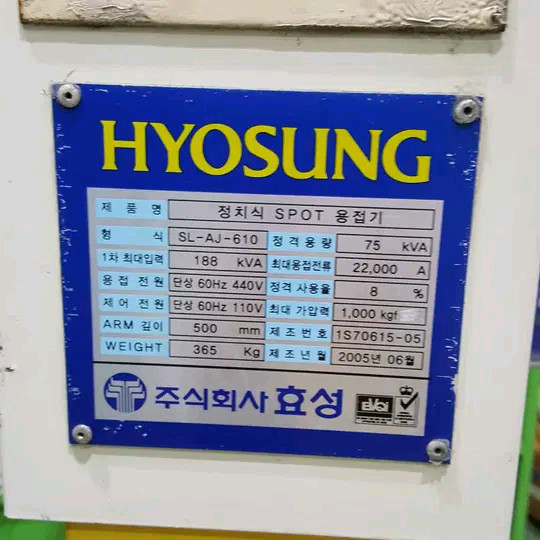 HYOSUNG
제품명 정치식 SPOT 용접기
형식 SL-AJ-610 정격용량 75 kVA
1차 최대입력 188 kVA 최대용접전류 22,000 A
용접 전원 단상 60Hz 440V 정격 사용율 8 %
제어 전원 단상 60Hz 110V 최대 가압력 1,000 kgf
ARM 깊이 500 mm 제조번호 1S70615-05
WEIGHT 365 Kg 제조년월 2005년 06월
주식회사 효성